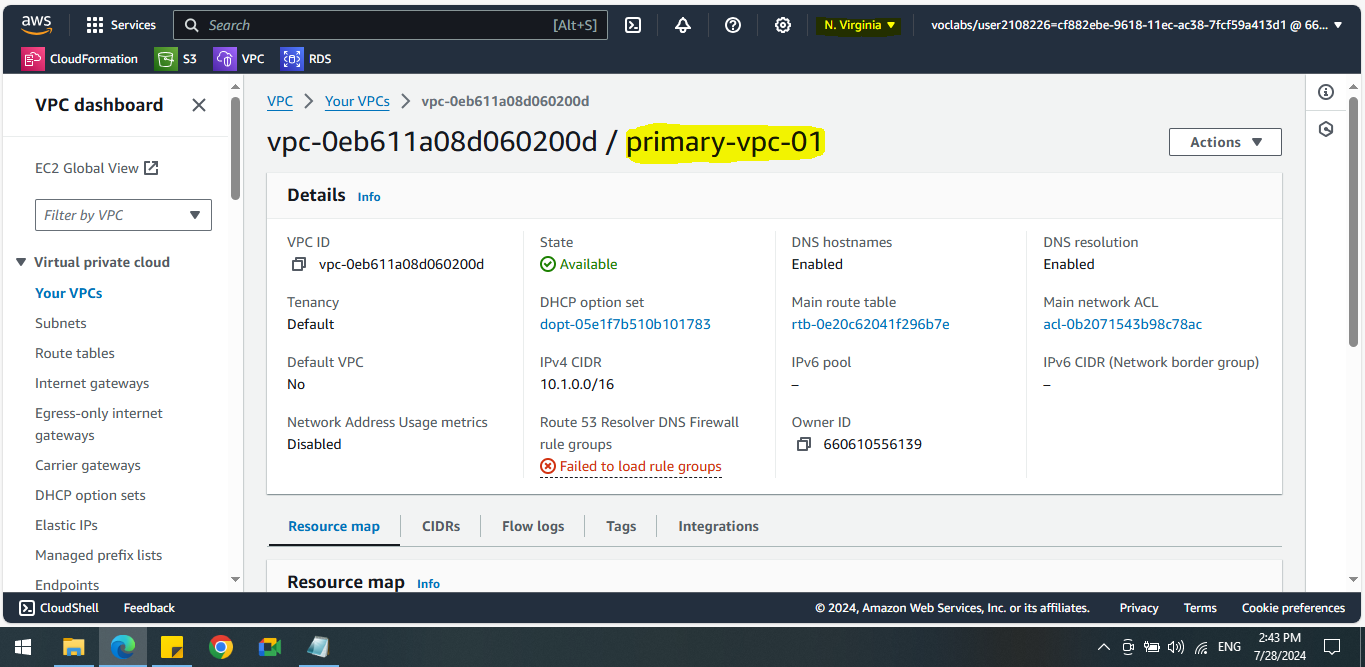 aws
Services
Search
[Alt+S]
N. Virginia
voclabs/user2108226=cf882ebe-9618-11ec-ac38-7fcf59a413d1 @ 66...
CloudFormation
S3
VPC
RDS
VPC dashboard
EC2 Global View
Filter by VPC
Virtual private cloud
Your VPCs
Subnets
Route tables
Internet gateways
Egress-only internet
gateways
Carrier gateways
DHCP option sets
Elastic IPs
Managed prefix lists
Endpoints
VPC
Your VPCs
vpc-0eb611a08d060200d
vpc-0eb611a08d060200d / primary-vpc-01
Actions
Details Info
VPC ID
vpc-0eb611a08d060200d
State
Available
DNS hostnames
Enabled
DNS resolution
Enabled
Tenancy
Default
DHCP option set
dopt-05e1f7b510b101783
Main route table
rtb-0e20c62041f296b7e
Main network ACL
acl-0b2071543b98c78ac
Default VPC
No
IPv4 CIDR
10.1.0.0/16
IPv6 pool
–
IPv6 CIDR (Network border group)
–
Network Address Usage metrics
Disabled
Route 53 Resolver DNS Firewall
rule groups
Failed to load rule groups
Owner ID
660610556139
Resource map
CIDRs
Flow logs
Tags
Integrations
Resource map Info
CloudShell
Feedback
© 2024, Amazon Web Services, Inc. or its affiliates.
Privacy
Terms
Cookie preferences
ENG
2:43 PM
7/28/2024